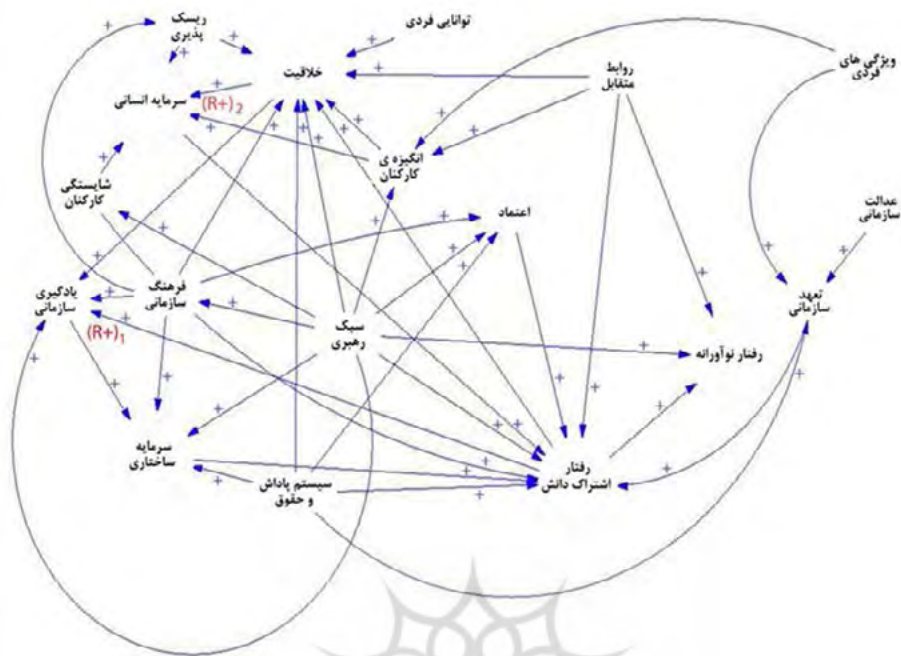 ریسک
پذیری
توانایی فردی
ویژگی های
فردی
خلاقیت
روابط
متقابل
سرمایه انسانی
(R+)2
انگیزه ی
کارکنان
شایستگی
کارکنان
اعتماد
عدالت
سازمانی
یادگیری
سازمانی
فرهنگ
سازمانی
تعهد
سازمانی
(R+)1
سبک
رهبری
رفتار نوآورانه
سرمایه
ساختاری
سیستم پاداش
و حقوق
رفتار
اشتراک دانش